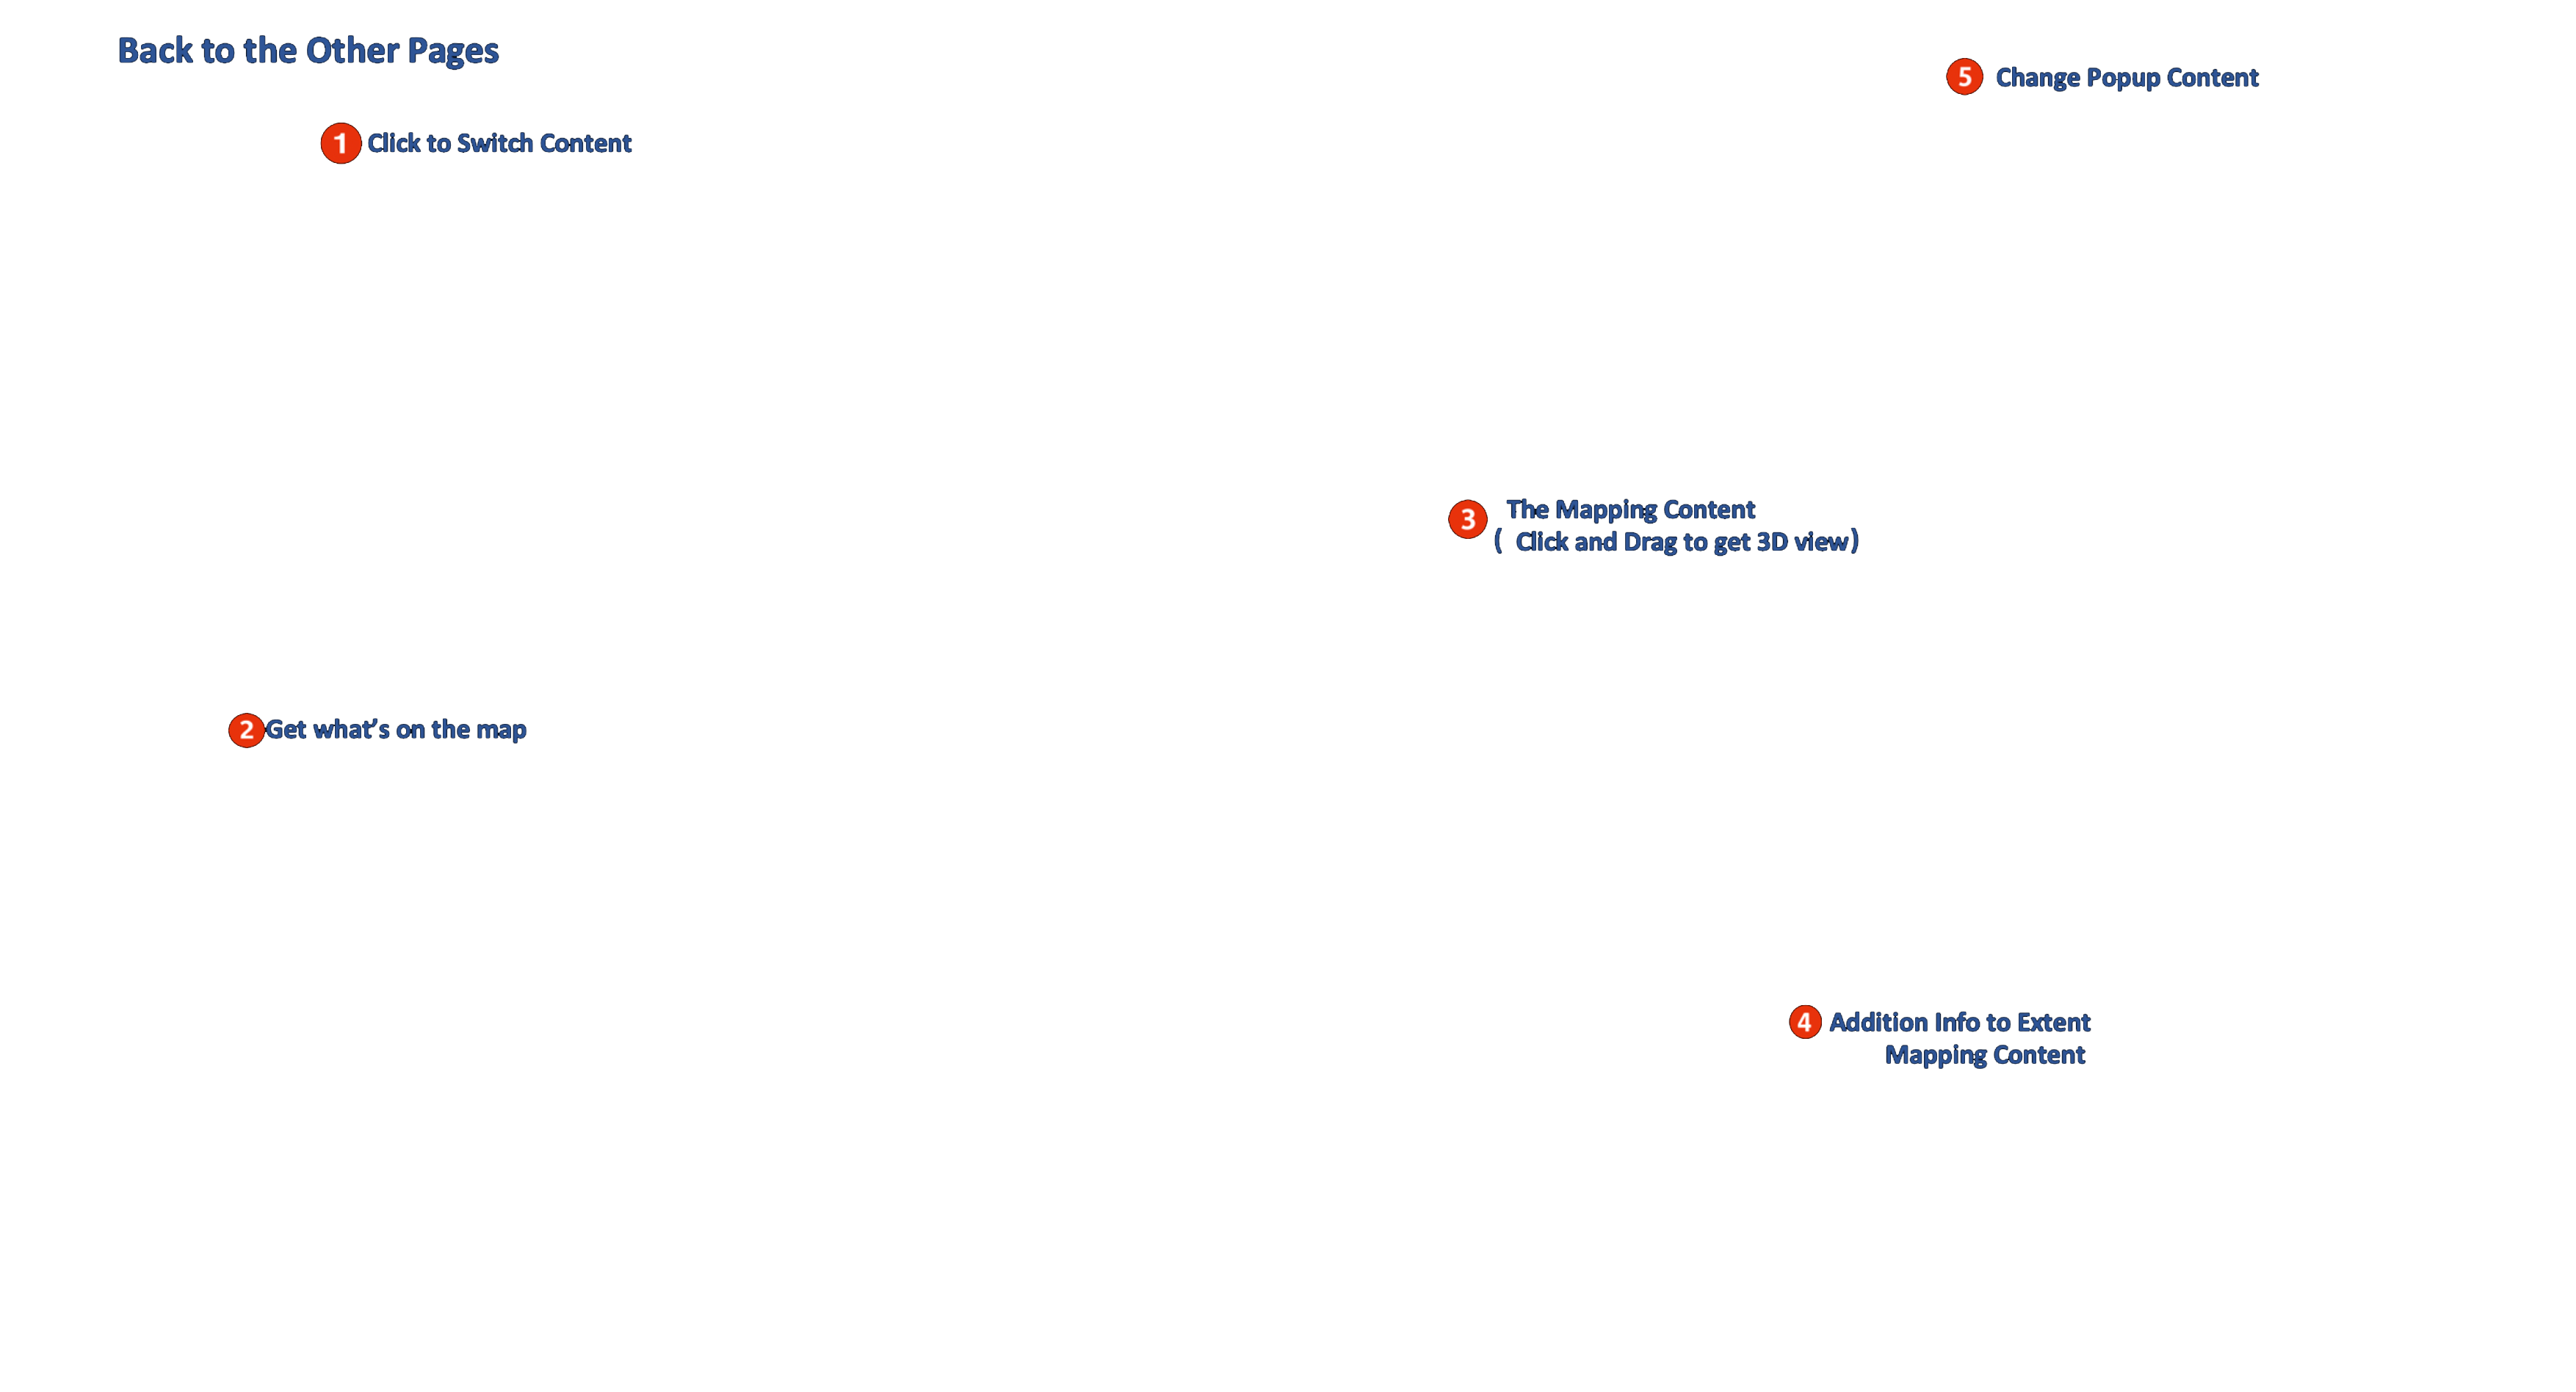 Back to the Other Pages
5 Change Popup Content
1 Click to Switch Content
3 The Mapping Content
( Click and Drag to get 3D view)
2 Get what’s on the map
4 Addition Info to Extent
Mapping Content